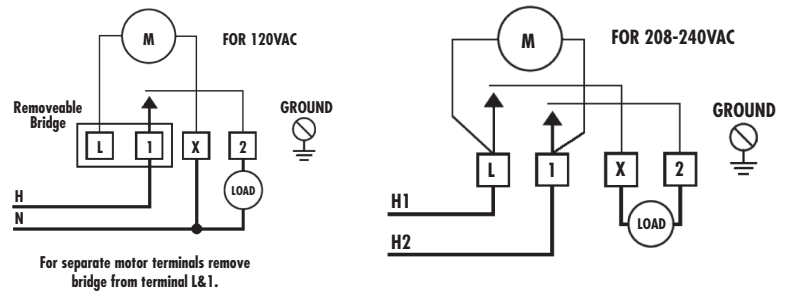 M
FOR 120VAC
Removeable
Bridge
GROUND
L 1 X 2
LOAD
H
N
For separate motor terminals remove
bridge from terminal L&1.
M
FOR 208-240VAC
GROUND
L 1 X 2
H1
LOAD
H2